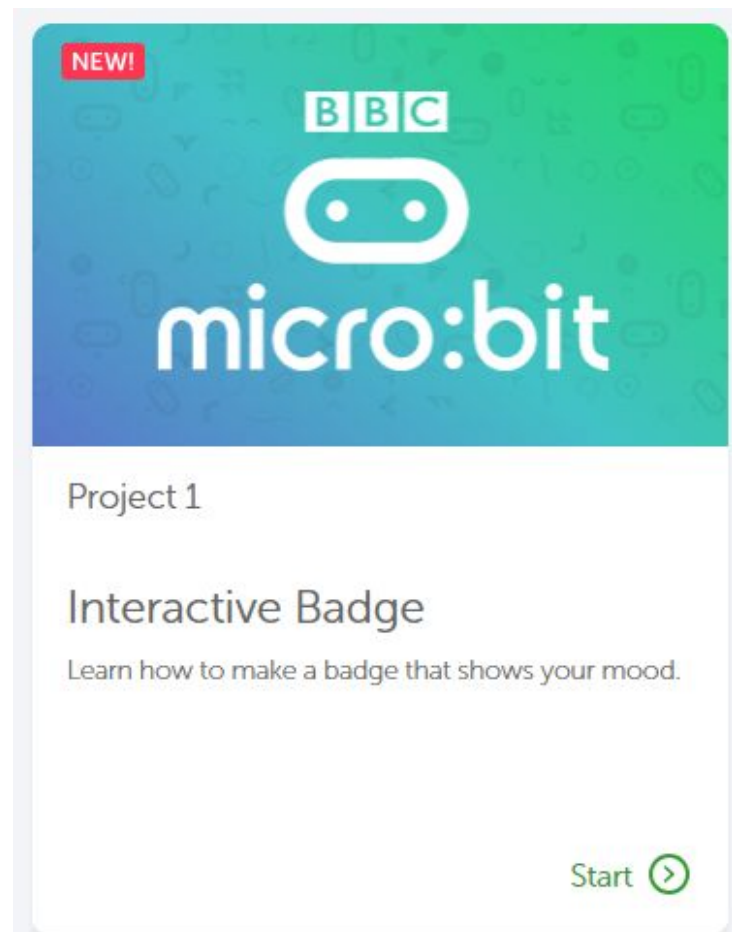 NEW!
BBC
micro:bit
Project 1
Interactive Badge
Learn how to make a badge that shows your mood.
Start